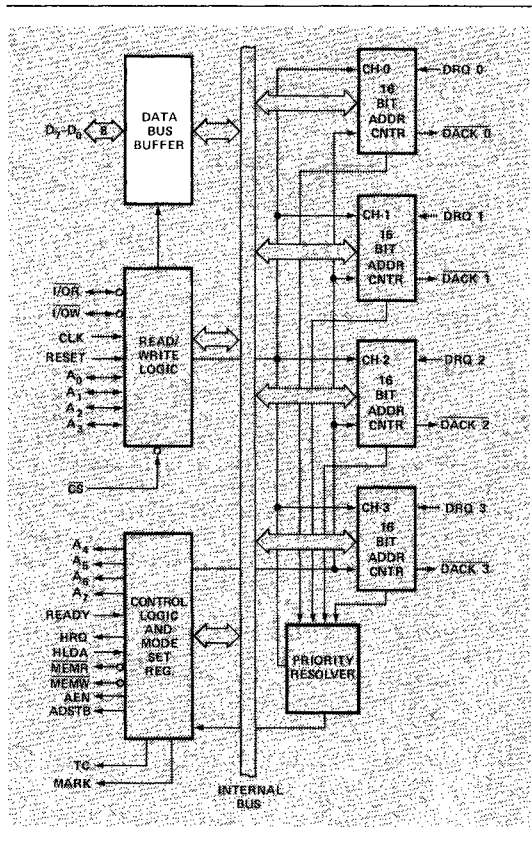 D7-D0
8
DATA
BUS
BUFFER
I/OR
I/OW
CLK
RESET
A0
A1
A2
A3
READ/
WRITE
LOGIC
CS
A4
A5
A6
A7
READY
HRQ
HLDA
MEMR
MEMW
AEN
ADSTB
TC
MARK
CONTROL
LOGIC
AND
MODE
SET
REG.
INTERNAL
BUS
CH-0
16
BIT
ADDR
CNTR
DRQ 0
DACK 0
CH-1
16
BIT
ADDR
CNTR
DRQ 1
DACK 1
CH-2
16
BIT
ADDR
CNTR
DRQ 2
DACK 2
CH-3
16
BIT
ADDR
CNTR
DRQ 3
DACK 3
PRIORITY
RESOLVER